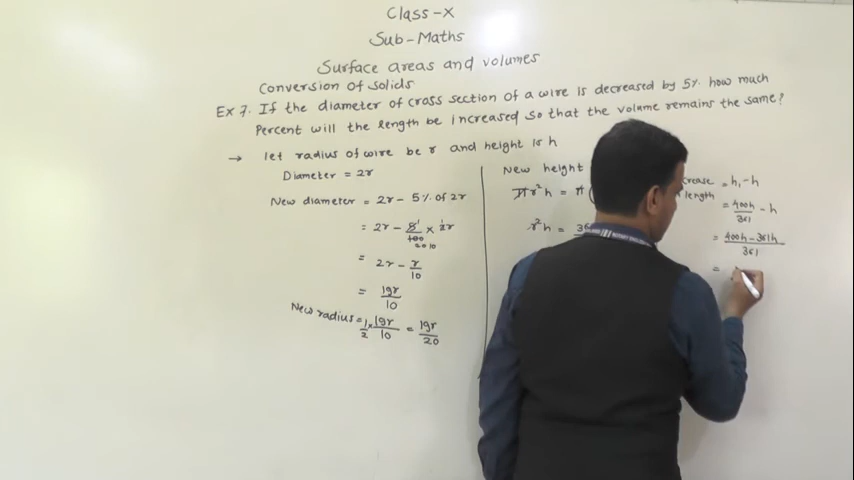 Class-X
Sub-Maths
Surface areas and volumes
Conversion of solids
Ex 7. If the diameter of cross section of a wire is decreased by 5%. how much
Percent will the length be increased so that the volume remains the same?
→ let radius of wire be r and height is h
Diameter = 2r
New diameter = 2r - 5% of 2r
= 2r - 5/100 × 2r
= 2r - r/10
= 19r/10
New radius = 1/2 × 19r/10 = 19r/20
New height
πr²h = π (
r²h = 36
= h₁ - h
length = 400h/361 - h
= 400h - 361h / 361
=